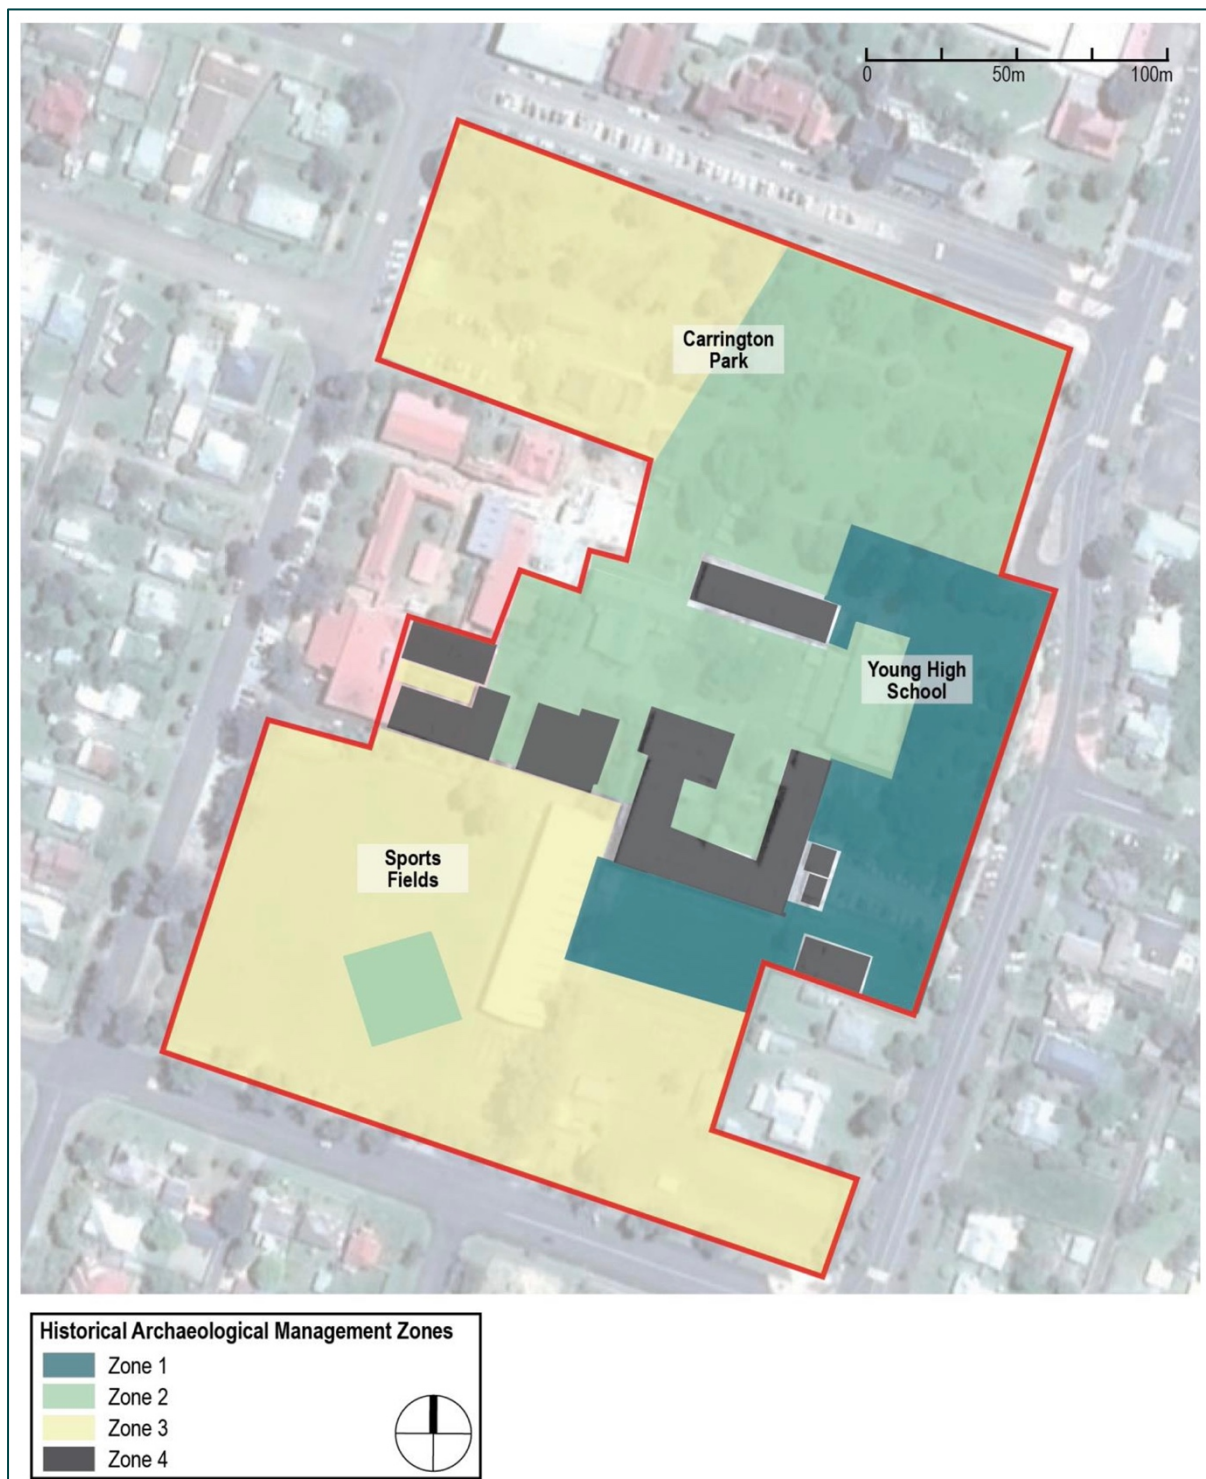 0 50m 100m
Carrington
Park
Young High
School
Sports
Fields
Historical Archaeological Management Zones
Zone 1
Zone 2
Zone 3
Zone 4